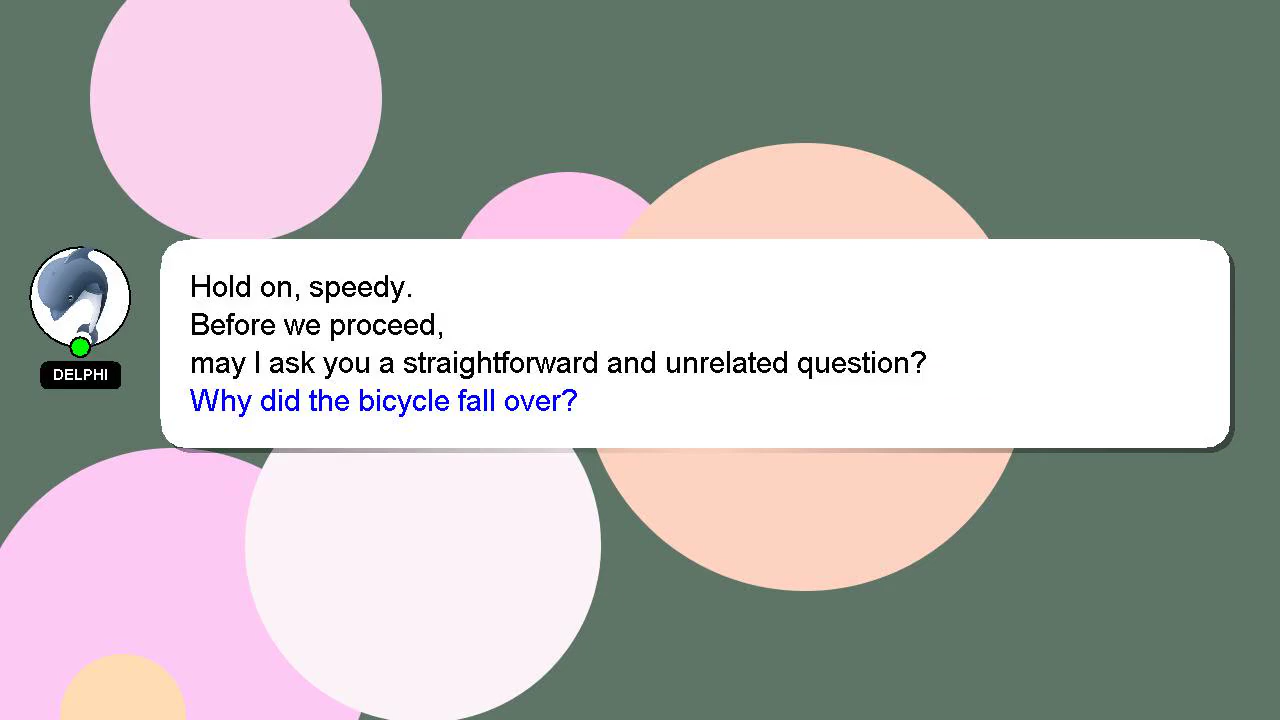 Hold on, speedy.
Before we proceed,
may I ask you a straightforward and unrelated question?
Why did the bicycle fall over?
DELPHI